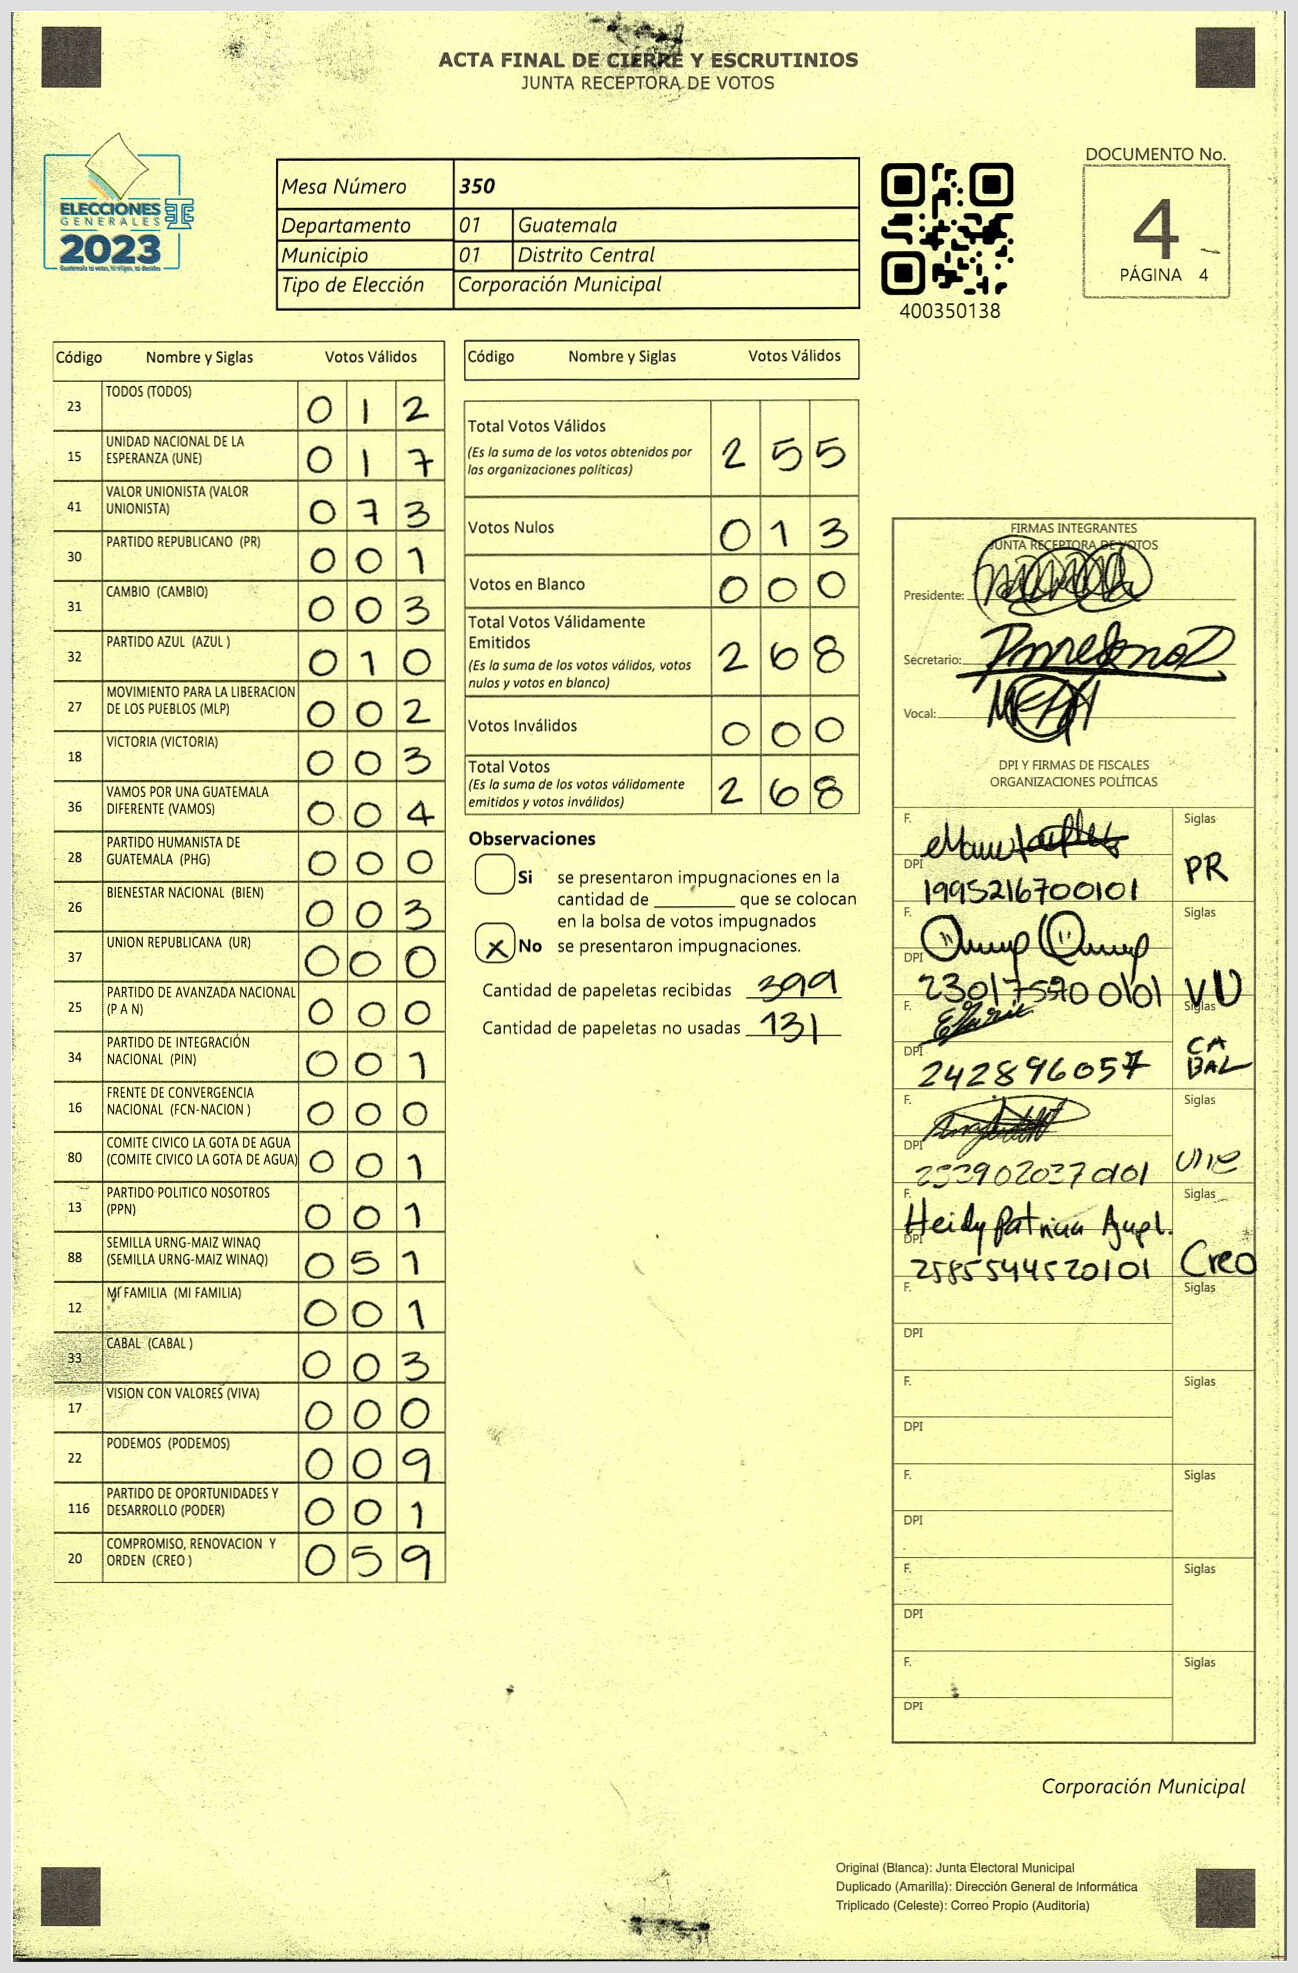 ACTA FINAL DE CIERRE Y ESCRUTINIOS
JUNTA RECEPTORA DE VOTOS
ELECCIONES
GENERALES
2023
Mesa Número 350
Departamento 01 Guatemala
Municipio 01 Distrito Central
Tipo de Elección Corporación Municipal
400350138
DOCUMENTO No.
4
PÁGINA 4
Código Nombre y Siglas Votos Válidos
23 TODOS (TODOS) 0 1 2
15 UNIDAD NACIONAL DE LA
ESPERANZA (UNE) 0 1 7
41 VALOR UNIONISTA (VALOR
UNIONISTA) 0 7 3
30 PARTIDO REPUBLICANO (PR) 0 0 1
31 CAMBIO (CAMBIO) 0 0 3
32 PARTIDO AZUL (AZUL ) 0 1 0
27 MOVIMIENTO PARA LA LIBERACION
DE LOS PUEBLOS (MLP) 0 0 2
18 VICTORIA (VICTORIA) 0 0 3
36 VAMOS POR UNA GUATEMALA
DIFERENTE (VAMOS) 0 0 4
28 PARTIDO HUMANISTA DE
GUATEMALA (PHG) 0 0 0
26 BIENESTAR NACIONAL (BIEN) 0 0 3
37 UNION REPUBLICANA (UR) 0 0 0
25 PARTIDO DE AVANZADA NACIONAL
(P A N) 0 0 0
34 PARTIDO DE INTEGRACIÓN
NACIONAL (PIN) 0 0 1
16 FRENTE DE CONVERGENCIA
NACIONAL (FCN-NACION ) 0 0 0
80 COMITE CIVICO LA GOTA DE AGUA
(COMITE CIVICO LA GOTA DE AGUA) 0 0 1
13 PARTIDO POLITICO NOSOTROS
(PPN) 0 0 1
88 SEMILLA URNG-MAIZ WINAQ
(SEMILLA URNG-MAIZ WINAQ) 0 5 1
12 MI FAMILIA (MI FAMILIA) 0 0 1
33 CABAL (CABAL ) 0 0 3
17 VISION CON VALORES (VIVA) 0 0 0
22 PODEMOS (PODEMOS) 0 0 9
116 PARTIDO DE OPORTUNIDADES Y
DESARROLLO (PODER) 0 0 1
20 COMPROMISO, RENOVACION Y
ORDEN (CREO ) 0 5 9
Código Nombre y Siglas Votos Válidos
Total Votos Válidos 2 5 5
(Es la suma de los votos obtenidos por
las organizaciones políticas)
Votos Nulos 0 1 3
Votos en Blanco 0 0 0
Total Votos Válidamente
Emitidos 2 6 8
(Es la suma de los votos válidos, votos
nulos y votos en blanco)
Votos Inválidos 0 0 0
Total Votos 2 6 8
(Es la suma de los votos válidamente
emitidos y votos inválidos)
Observaciones
Si se presentaron impugnaciones en la
cantidad de ________ que se colocan
en la bolsa de votos impugnados
X No se presentaron impugnaciones.
Cantidad de papeletas recibidas 399
Cantidad de papeletas no usadas 131
FIRMAS INTEGRANTES
JUNTA RECEPTORA DE VOTOS
Presidente:
Secretario:
Vocal:
DPI Y FIRMAS DE FISCALES
ORGANIZACIONES POLÍTICAS
F. Siglas
DPI 1995216700101 PR
F. Siglas
DPI VU
F. Siglas
DPI 242896057 CABAL
F. Siglas
DPI une
F. Heidy Patricia Siglas
DPI 2585544520101 Creo
F. Siglas
DPI
F. Siglas
DPI
F. Siglas
DPI
F. Siglas
DPI
F. Siglas
DPI
Corporación Municipal
Original (Blanca): Junta Electoral Municipal
Duplicado (Amarilla): Dirección General de Informática
Triplicado (Celeste): Correo Propio (Auditoria)